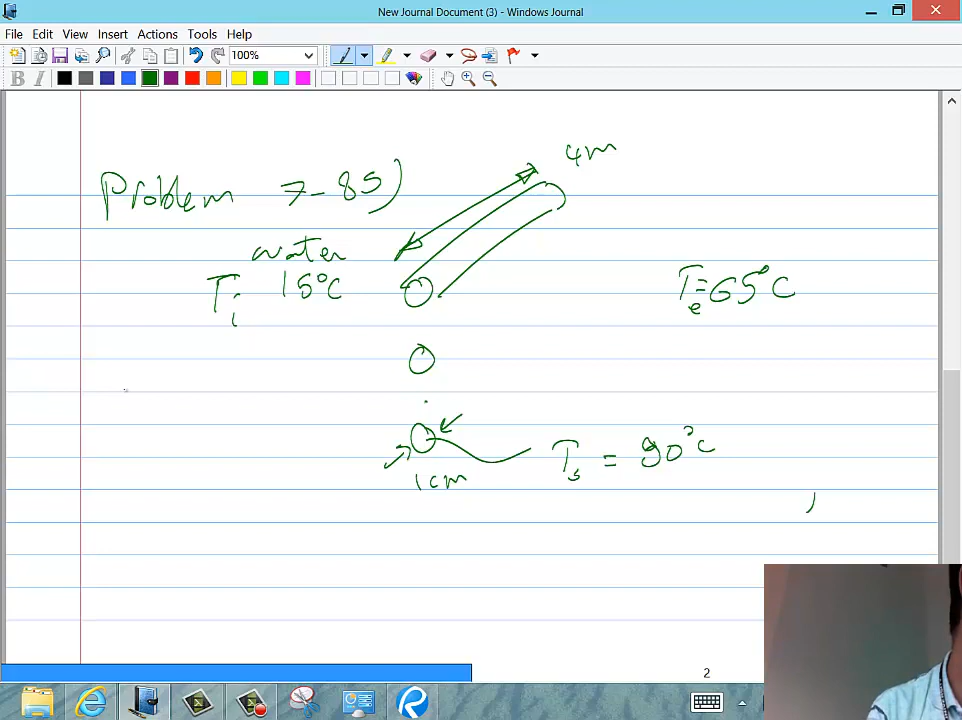 New Journal Document (3) - Windows Journal
File Edit View Insert Actions Tools Help
100%
B I
4m
Problem 7-85)
water
Ti 15°C
Te=65°C
Ts = 90°C
1cm
2